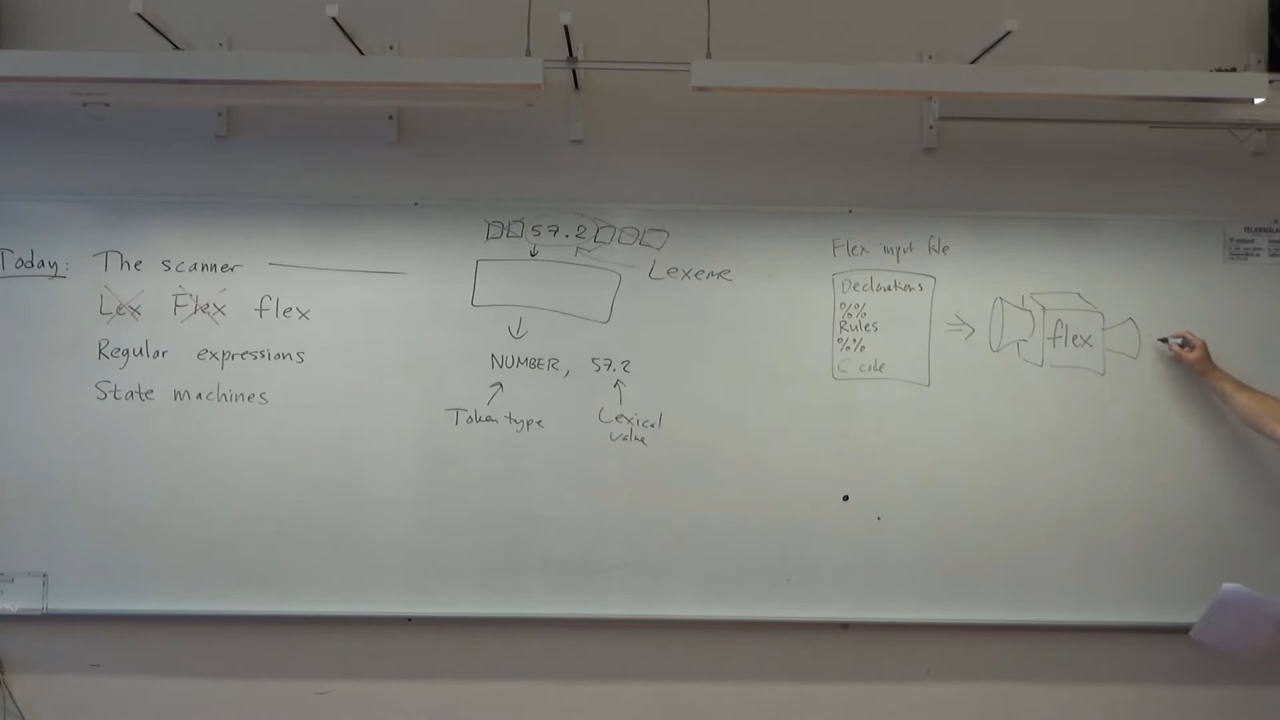 Today: The scanner
Lex Flex flex
Regular expressions
State machines
57.2
Lexeme
NUMBER, 57.2
Token type
Lexical
value
Flex input file
Declarations
%%
Rules
%%
C code
flex